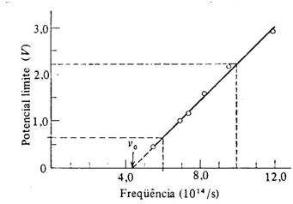 Potencial limite (V)
3,0
2,0
1,0
0
ν₀
4,0
8,0
12,0
Freqüência (10¹⁴/s)